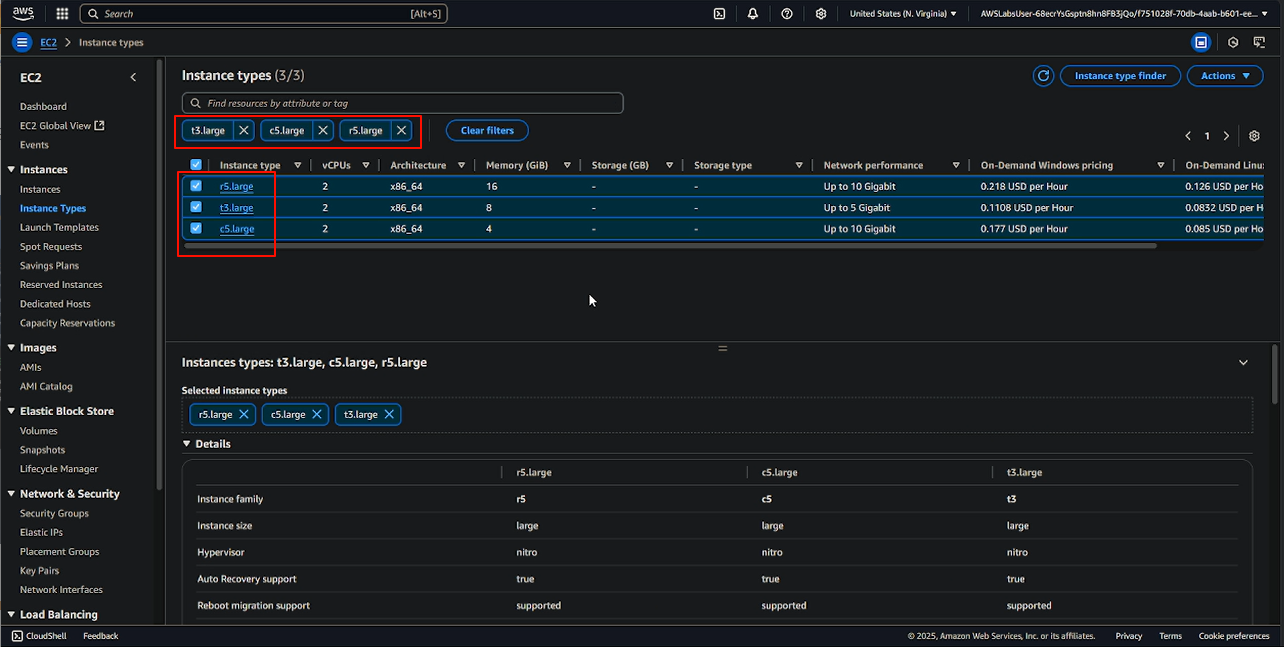 aws Search [Alt+S] United States (N. Virginia) AWSLabsUser-68ecrYsGsptn8hn8FB3jQo/f751028f-70db-4aab-b601-ee...
EC2 > Instance types
EC2
Dashboard
EC2 Global View
Events
Instances
Instances
Instance Types
Launch Templates
Spot Requests
Savings Plans
Reserved Instances
Dedicated Hosts
Capacity Reservations
Images
AMIs
AMI Catalog
Elastic Block Store
Volumes
Snapshots
Lifecycle Manager
Network & Security
Security Groups
Elastic IPs
Placement Groups
Key Pairs
Network Interfaces
Load Balancing
Instance types (3/3) Instance type finder Actions
Find resources by attribute or tag
t3.large c5.large r5.large Clear filters
1
Instance type vCPUs Architecture Memory (GiB) Storage (GB) Storage type Network performance On-Demand Windows pricing On-Demand Linu
r5.large 2 x86_64 16 - - Up to 10 Gigabit 0.218 USD per Hour 0.126 USD per Ho
t3.large 2 x86_64 8 - - Up to 5 Gigabit 0.1108 USD per Hour 0.0832 USD per H
c5.large 2 x86_64 4 - - Up to 10 Gigabit 0.177 USD per Hour 0.085 USD per Ho
Instances types: t3.large, c5.large, r5.large
Selected instance types
r5.large c5.large t3.large
Details
r5.large c5.large t3.large
Instance family r5 c5 t3
Instance size large large large
Hypervisor nitro nitro nitro
Auto Recovery support true true true
Reboot migration support supported supported supported
CloudShell Feedback © 2025, Amazon Web Services, Inc. or its affiliates. Privacy Terms Cookie preferences